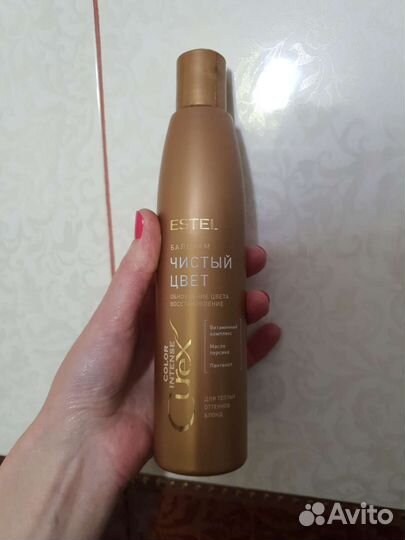 ESTEL
БАЛЬЗАМ
ЧИСТЫЙ
ЦВЕТ
ОБНОВЛЕНИЕ ЦВЕТА
ВОССТАНОВЛЕНИЕ
Витаминный
комплекс
Масло
персика
Пантенол
COLOR
INTENSE
Curex
ДЛЯ ТЁПЛЫХ
ОТТЕНКОВ
БЛОНД
Avito